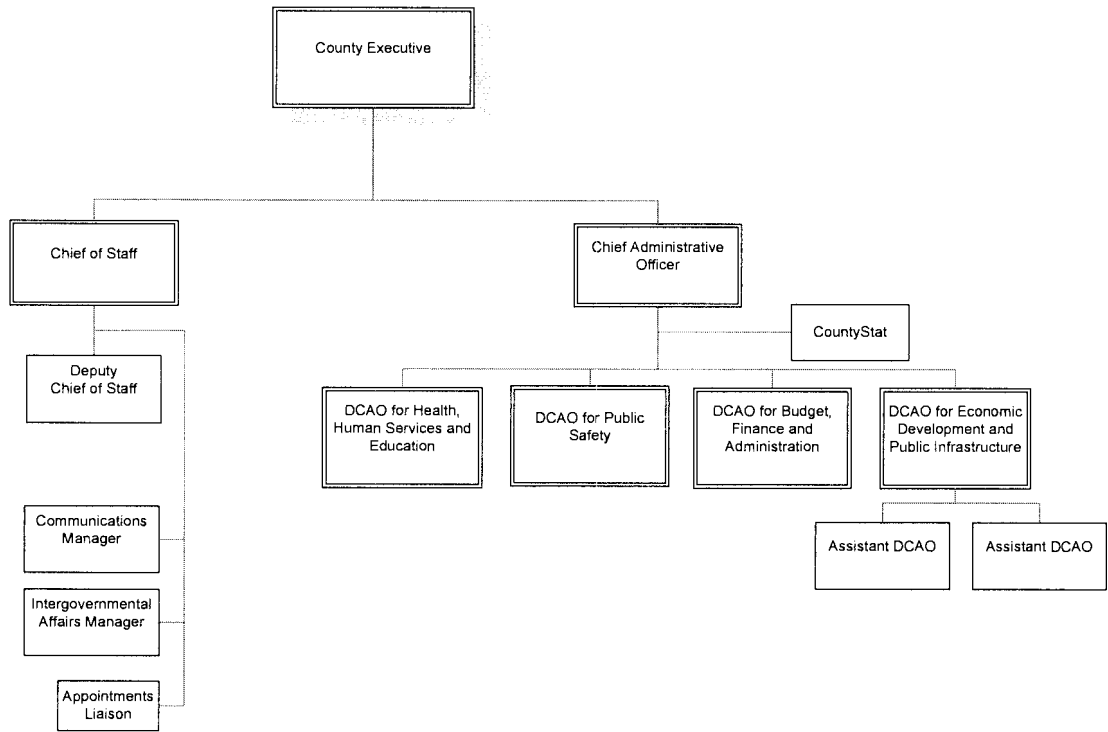 County Executive
Chief of Staff
Chief Administrative
Officer
CountyStat
Deputy
Chief of Staff
DCAO for Health,
Human Services and
Education
DCAO for Public
Safety
DCAO for Budget,
Finance and
Administration
DCAO for Economic
Development and
Public Infrastructure
Communications
Manager
Assistant DCAO
Assistant DCAO
Intergovernmental
Affairs Manager
Appointments
Liaison